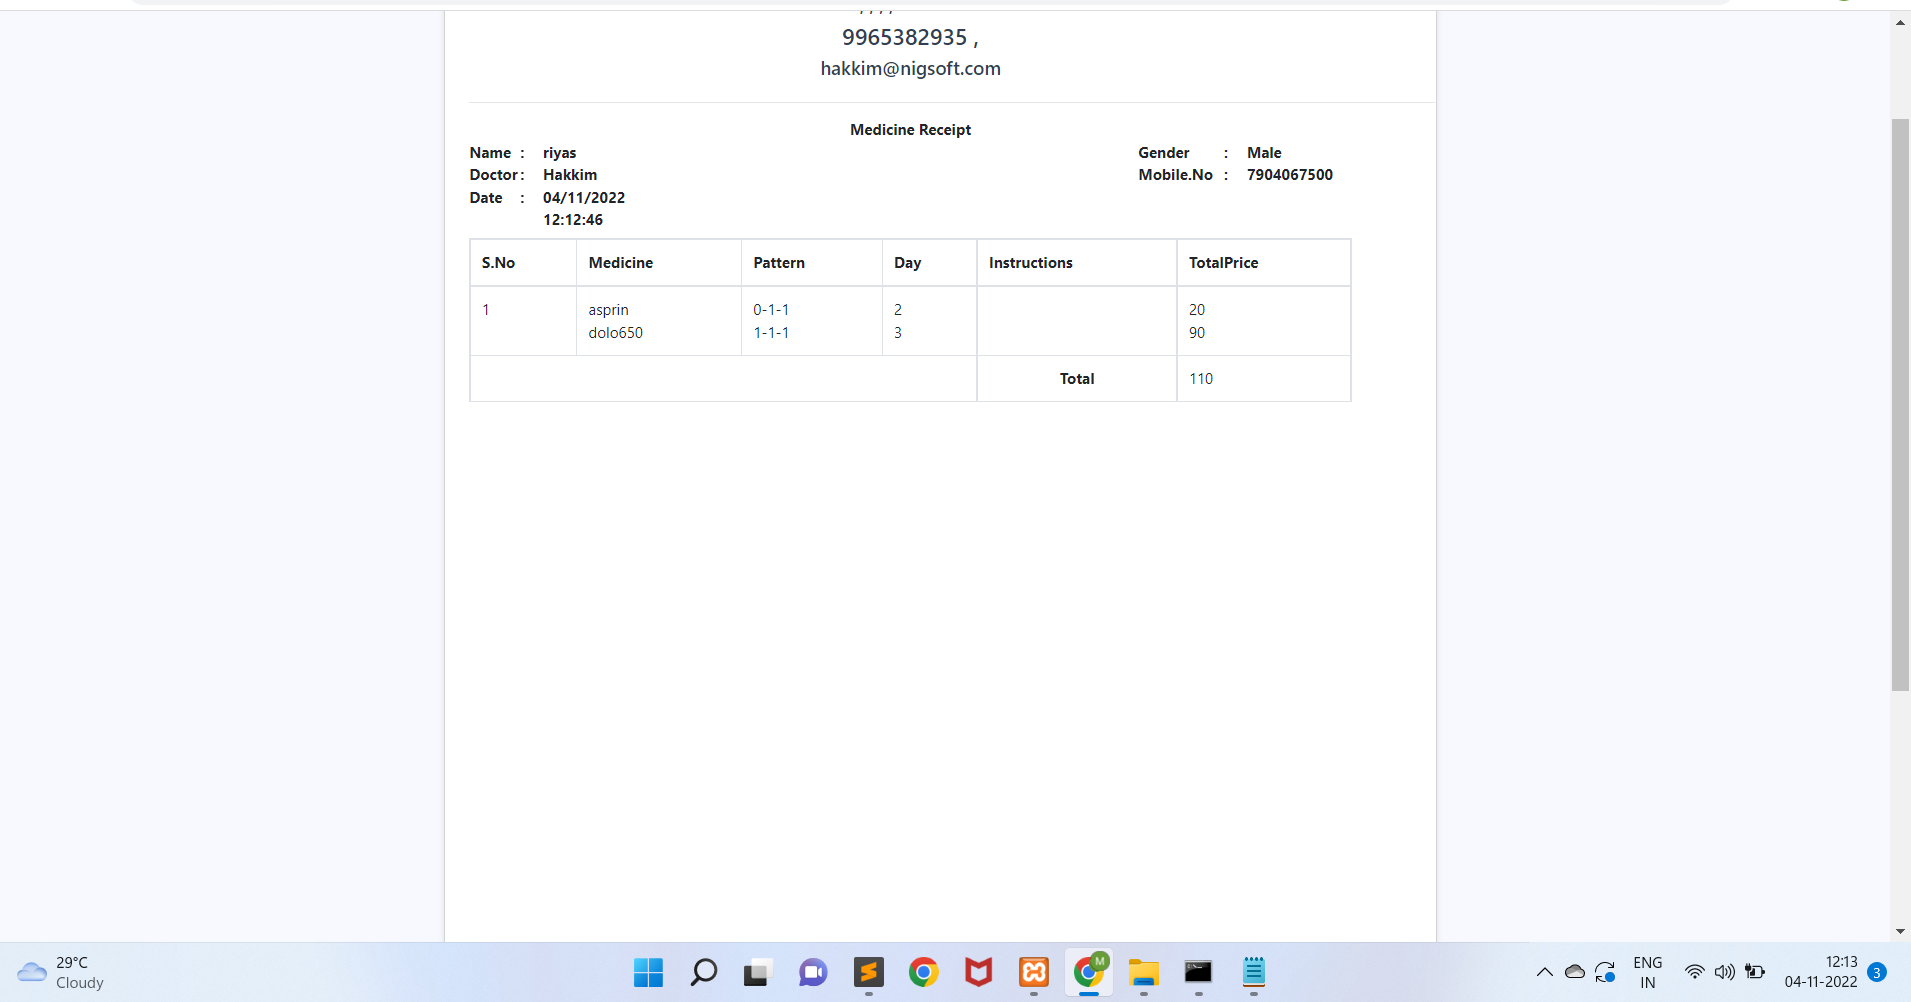 9965382935 ,
hakkim@nigsoft.com
Medicine Receipt
Name : riyas
Gender : Male
Doctor : Hakkim
Mobile.No : 7904067500
Date : 04/11/2022
12:12:46
S.No Medicine Pattern Day Instructions TotalPrice
1 asprin 0-1-1 2 20
dolo650 1-1-1 3 90
Total 110
29°C
Cloudy
M
ENG
IN
12:13
04-11-2022
3